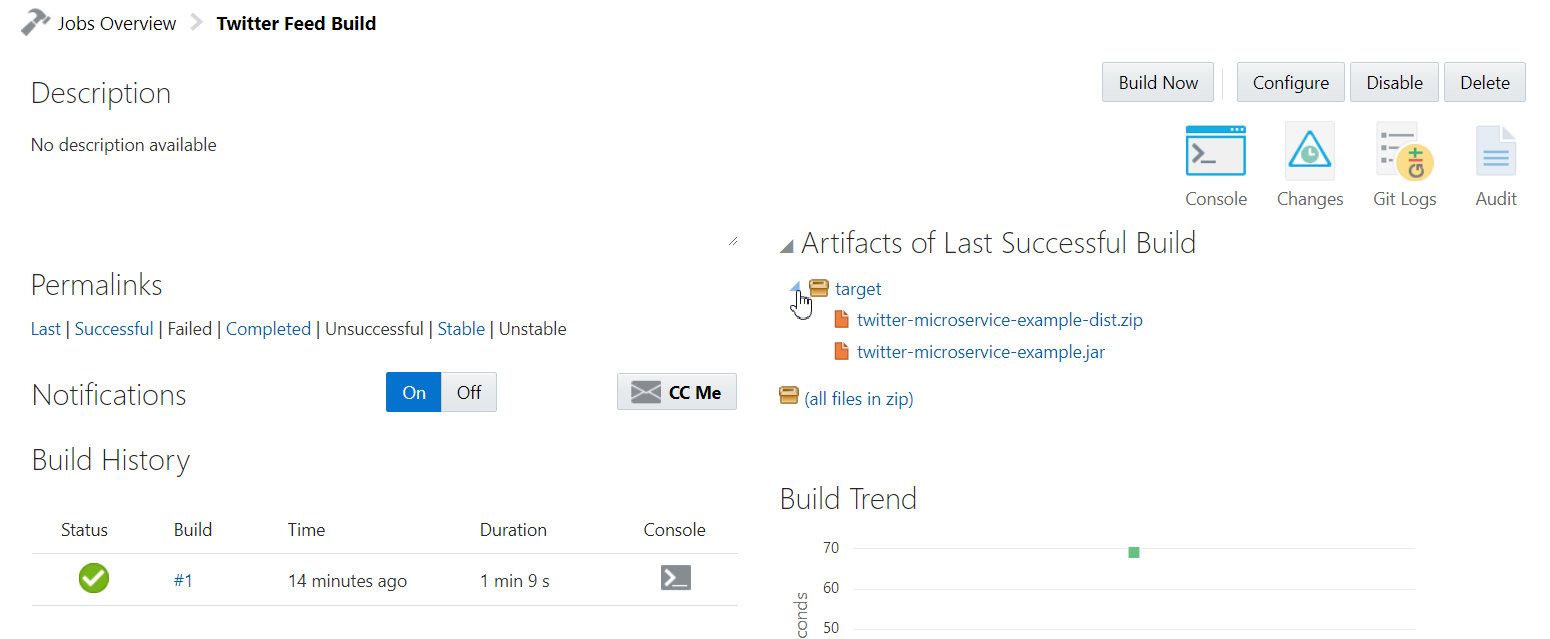 Jobs Overview > Twitter Feed Build
Build Now Configure Disable Delete
Description
No description available
Console Changes Git Logs Audit
Artifacts of Last Successful Build
target
twitter-microservice-example-dist.zip
twitter-microservice-example.jar
(all files in zip)
Permalinks
Last | Successful | Failed | Completed | Unsuccessful | Stable | Unstable
Notifications On Off CC Me
Build History
Status Build Time Duration Console
#1 14 minutes ago 1 min 9 s
Build Trend
70
60
50
conds